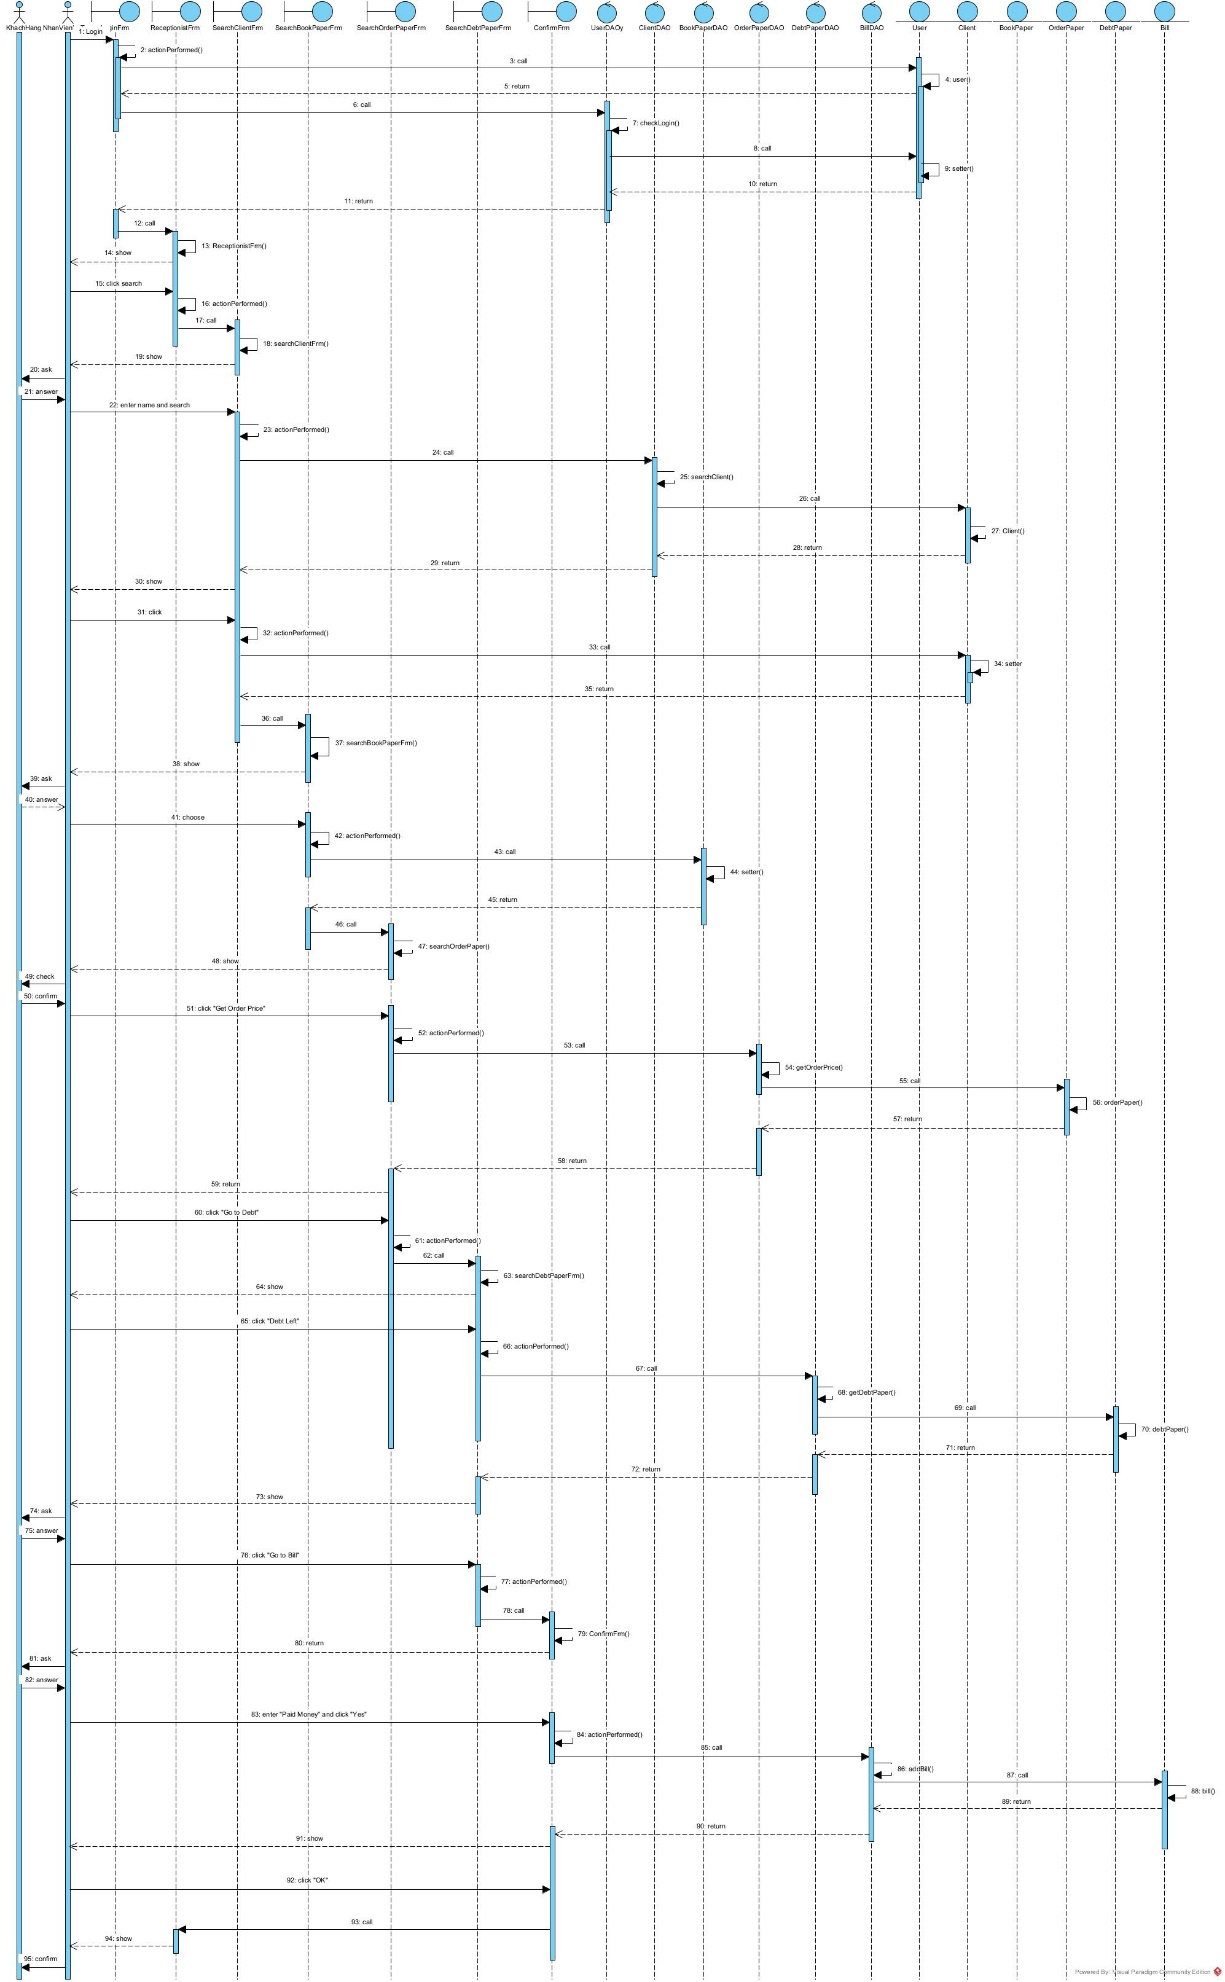 KhachHang NhanVien inFrm ReceptionistFrm SearchClientFrm SearchBookPaperFrm SearchOrderPaperFrm SearchDebtPaperFrm ConfirmFrm UserDAOy ClientDAO BookPaperDAO OrderPaperDAO DebtPaperDAO BillDAO User Client BookPaper OrderPaper DebtPaper Bill
1: Login
2: actionPerformed()
3: call
4: user()
5: return
6: call
7: checkLogin()
8: call
9: setter()
10: return
11: return
12: call
13: ReceptionistFrm()
14: show
15: click search
16: actionPerformed()
17: call
18: searchClientFrm()
19: show
20: ask
21: answer
22: enter name and search
23: actionPerformed()
24: call
25: searchClient()
26: call
27: Client()
28: return
29: return
30: show
31: click
32: actionPerformed()
33: call
34: setter
35: return
36: call
37: searchBookPaperFrm()
38: show
39: ask
40: answer
41: choose
42: actionPerformed()
43: call
44: setter()
45: return
46: call
47: searchOrderPaper()
48: show
49: check
50: confirm
51: click "Get Order Price"
52: actionPerformed()
53: call
54: getOrderPrice()
55: call
56: orderPaper()
57: return
58: return
59: return
60: click "Go to Debt"
61: actionPerformed()
62: call
63: searchDebtPaperFrm()
64: show
65: click "Debt Left"
66: actionPerformed()
67: call
68: getDebtPaper()
69: call
70: debtPaper()
71: return
72: return
73: show
74: ask
75: answer
76: click "Go to Bill"
77: actionPerformed()
78: call
79: ConfirmFrm()
80: return
81: ask
82: answer
83: enter "Paid Money" and click "Yes"
84: actionPerformed()
85: call
86: addBill()
87: call
88: bill()
89: return
90: return
91: show
92: click "OK"
93: call
94: show
95: confirm
Powered By: Visual Paradigm Community Edition